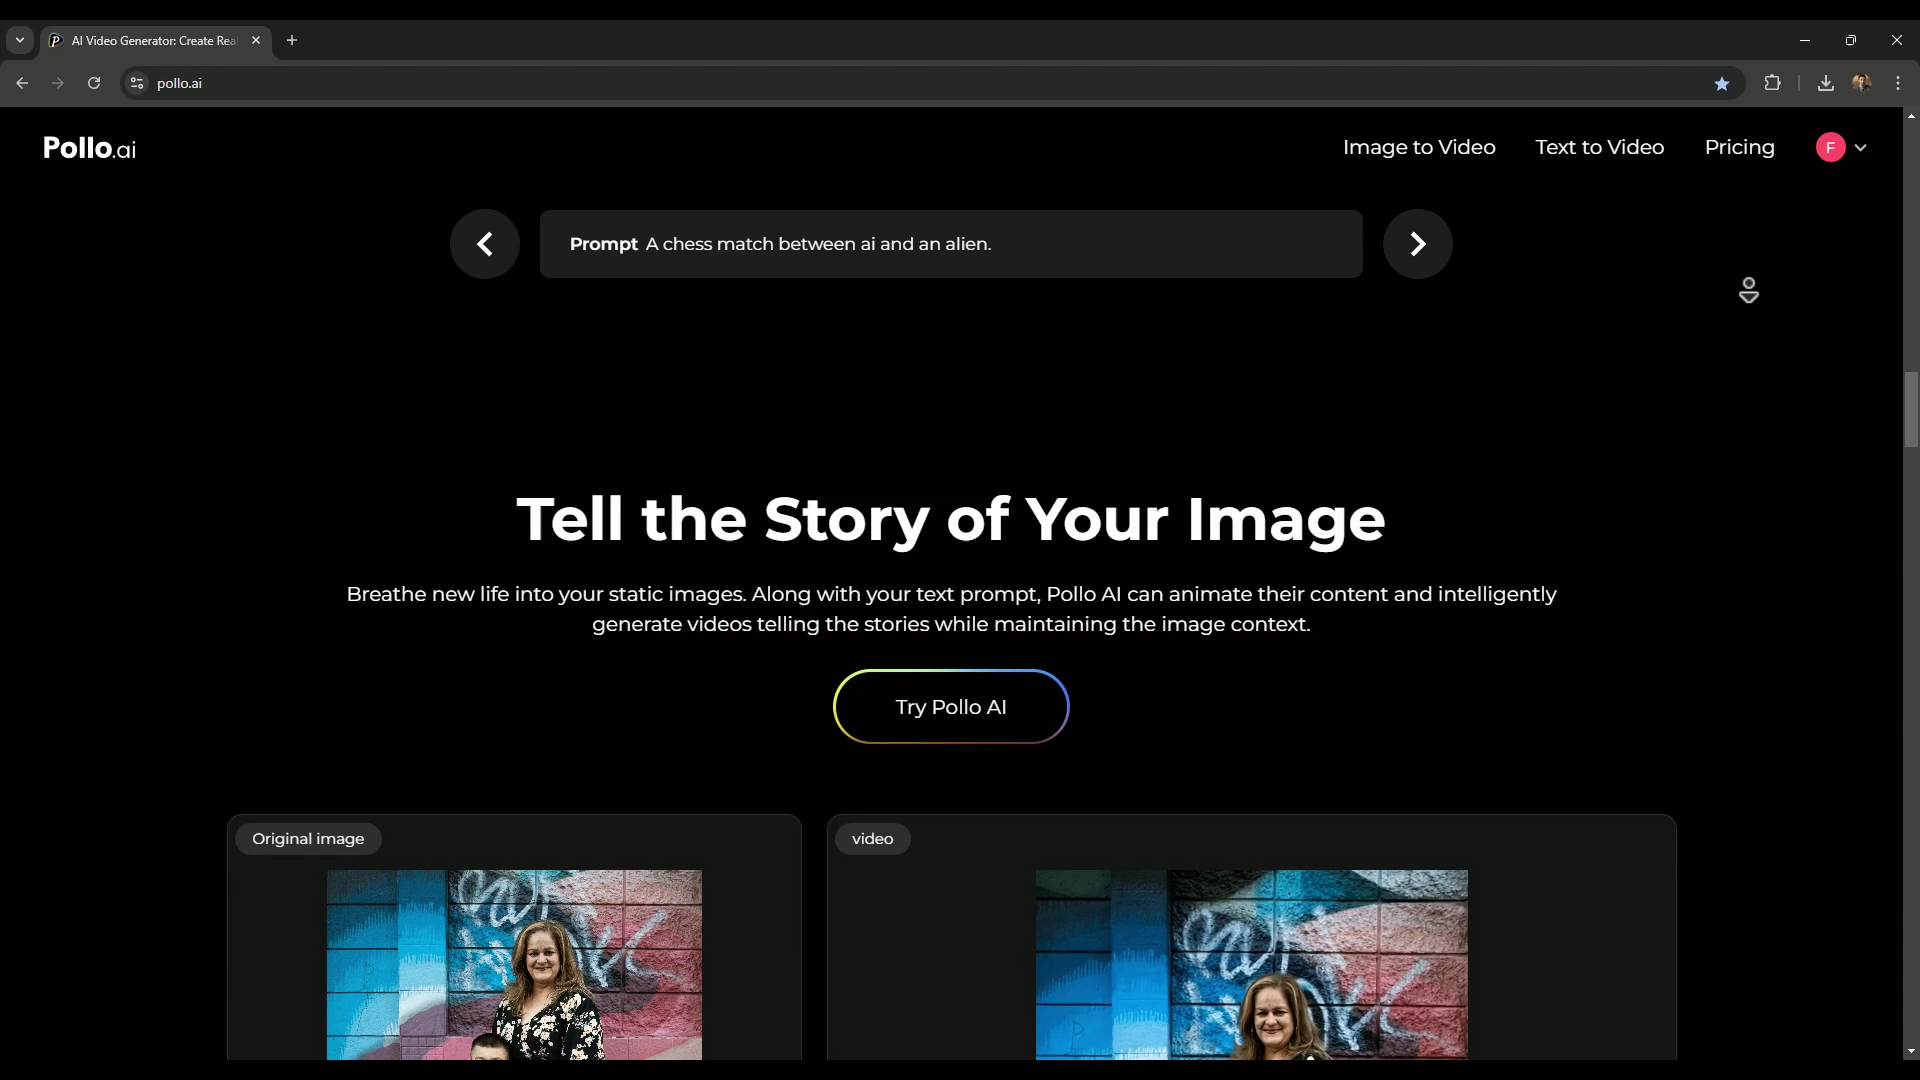 AI Video Generator: Create Rea
pollo.ai
Pollo.ai
Image to Video
Text to Video
Pricing
F
Prompt A chess match between ai and an alien.
Tell the Story of Your Image
Breathe new life into your static images. Along with your text prompt, Pollo AI can animate their content and intelligently
generate videos telling the stories while maintaining the image context.
Try Pollo AI
Original image
video